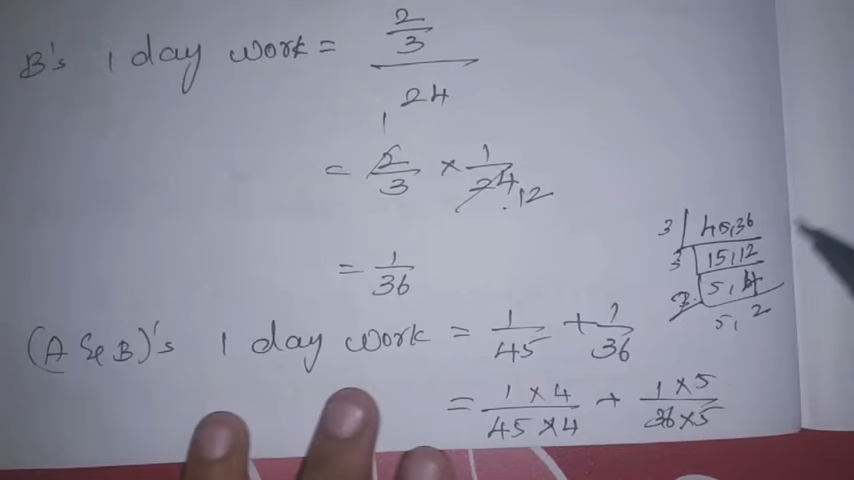 B's 1 day work = 2/3 / 24
= 2/3 × 1/24 1 12
= 1/36
3 | 45,36
3 | 15,12
2 | 5,4
5, 2
(A & B)'s 1 day work = 1/45 + 1/36
= 1×4/45×4 + 1×5/36×5